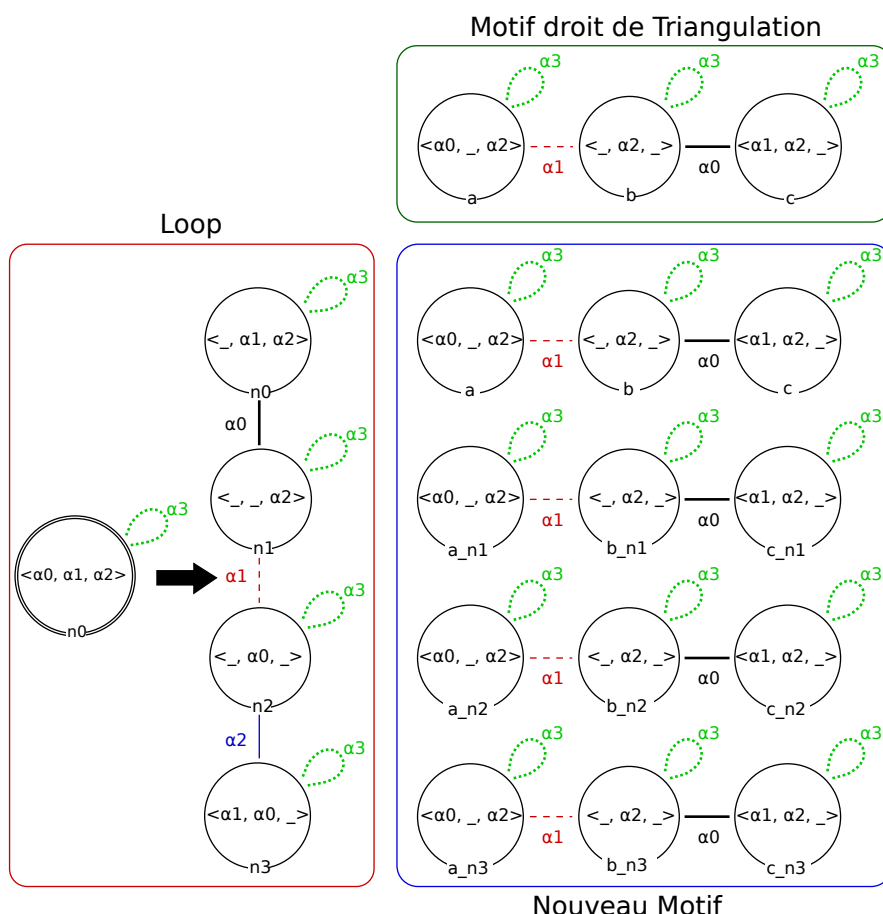 Motif droit de Triangulation
α3 α3 α3
<α0, _, α2> <_, α2, _> <α1, α2, _>
α1 α0
a b c
Loop
α3
<_, α1, α2>
n0
α0
α3
<_, _, α2>
n1
α3
<α0, α1, α2>
n0
α1
α3
<_, α0, _>
n2
α2
α3
<α1, α0, _>
n3
α3 α3 α3
<α0, _, α2> <_, α2, _> <α1, α2, _>
α1 α0
a b c
α3 α3 α3
<α0, _, α2> <_, α2, _> <α1, α2, _>
α1 α0
a_n1 b_n1 c_n1
α3 α3 α3
<α0, _, α2> <_, α2, _> <α1, α2, _>
α1 α0
a_n2 b_n2 c_n2
α3 α3 α3
<α0, _, α2> <_, α2, _> <α1, α2, _>
α1 α0
a_n3 b_n3 c_n3
Nouveau Motif